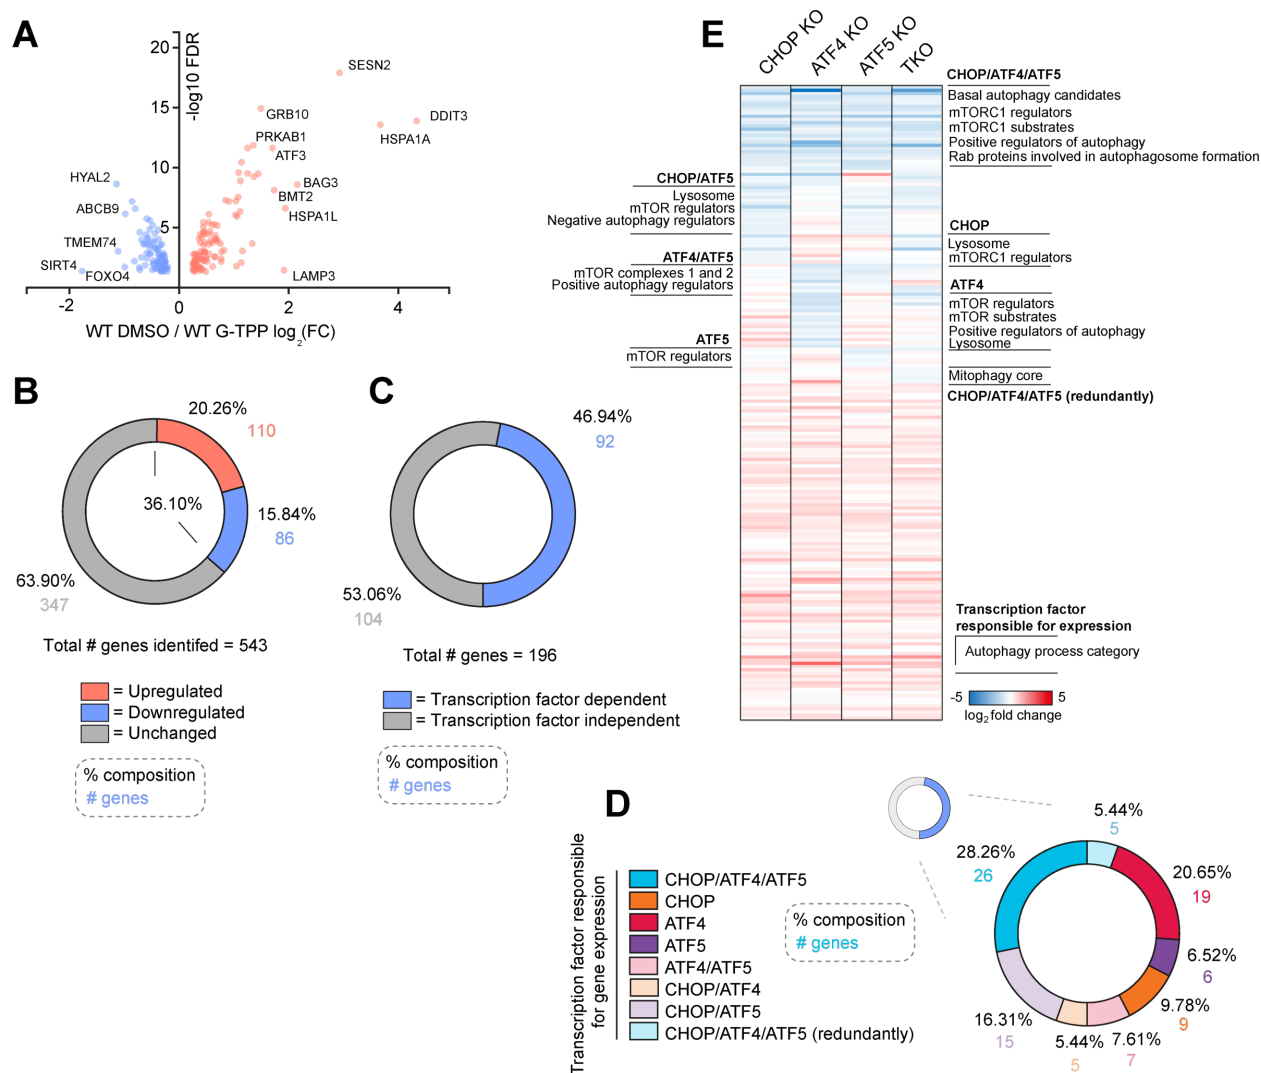 A
-log10 FDR
20
15
10
5
SESN2
GRB10
DDIT3
HSPA1A
PRKAB1
ATF3
HYAL2
BAG3
BMT2
ABCB9
HSPA1L
TMEM74
SIRT4
FOXO4
LAMP3
-2
0
2
4
WT DMSO / WT G-TPP log2(FC)
B
20.26%
110
36.10%
15.84%
86
63.90%
347
Total # genes identifed = 543
= Upregulated
= Downregulated
= Unchanged
% composition
# genes
C
46.94%
92
53.06%
104
Total # genes = 196
= Transcription factor dependent
= Transcription factor independent
% composition
# genes
E
CHOP KO
ATF4 KO
ATF5 KO
TKO
CHOP/ATF4/ATF5
Basal autophagy candidates
mTORC1 regulators
mTORC1 substrates
Positive regulators of autophagy
Rab proteins involved in autophagosome formation
CHOP/ATF5
Lysosome
mTOR regulators
Negative autophagy regulators
CHOP
Lysosome
mTORC1 regulators
ATF4/ATF5
mTOR complexes 1 and 2
Positive autophagy regulators
ATF4
mTOR regulators
mTOR substrates
Positive regulators of autophagy
Lysosome
ATF5
mTOR regulators
Mitophagy core
CHOP/ATF4/ATF5 (redundantly)
Transcription factor
responsible for expression
Autophagy process category
-5
5
log2 fold change
D
Transcription factor responsible
for gene expression
CHOP/ATF4/ATF5
CHOP
ATF4
ATF5
ATF4/ATF5
CHOP/ATF4
CHOP/ATF5
CHOP/ATF4/ATF5 (redundantly)
% composition
# genes
5.44%
5
28.26%
26
20.65%
19
6.52%
6
9.78%
9
16.31%
15
5.44%
5
7.61%
7